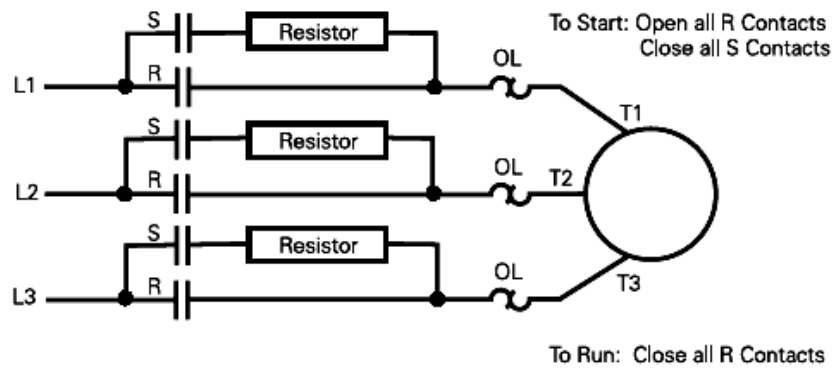 S
Resistor
To Start: Open all R Contacts
Close all S Contacts
L1
R
OL
T1
S
Resistor
L2
R
OL
T2
S
Resistor
L3
R
OL
T3
To Run: Close all R Contacts